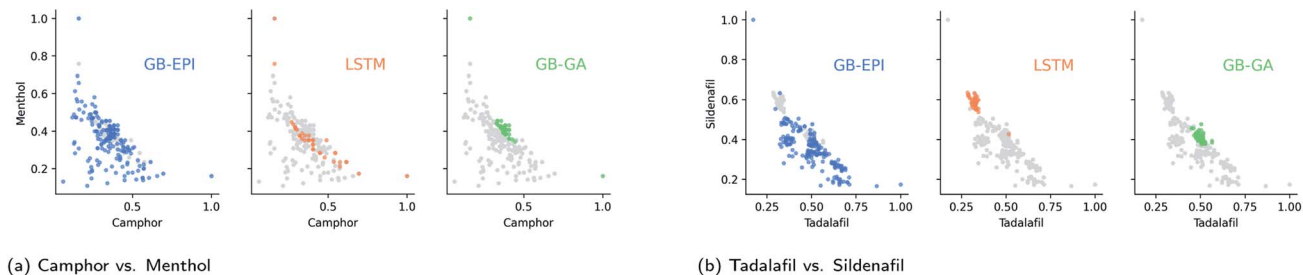 1.0
0.8
0.6
0.4
0.2
Menthol
GB-EPI
0.5 1.0
Camphor
LSTM
0.5 1.0
Camphor
GB-GA
0.5 1.0
Camphor
(a) Camphor vs. Menthol
1.0
0.8
0.6
0.4
0.2
Sildenafil
GB-EPI
0.25 0.50 0.75 1.00
Tadalafil
LSTM
0.25 0.50 0.75 1.00
Tadalafil
GB-GA
0.25 0.50 0.75 1.00
Tadalafil
(b) Tadalafil vs. Sildenafil